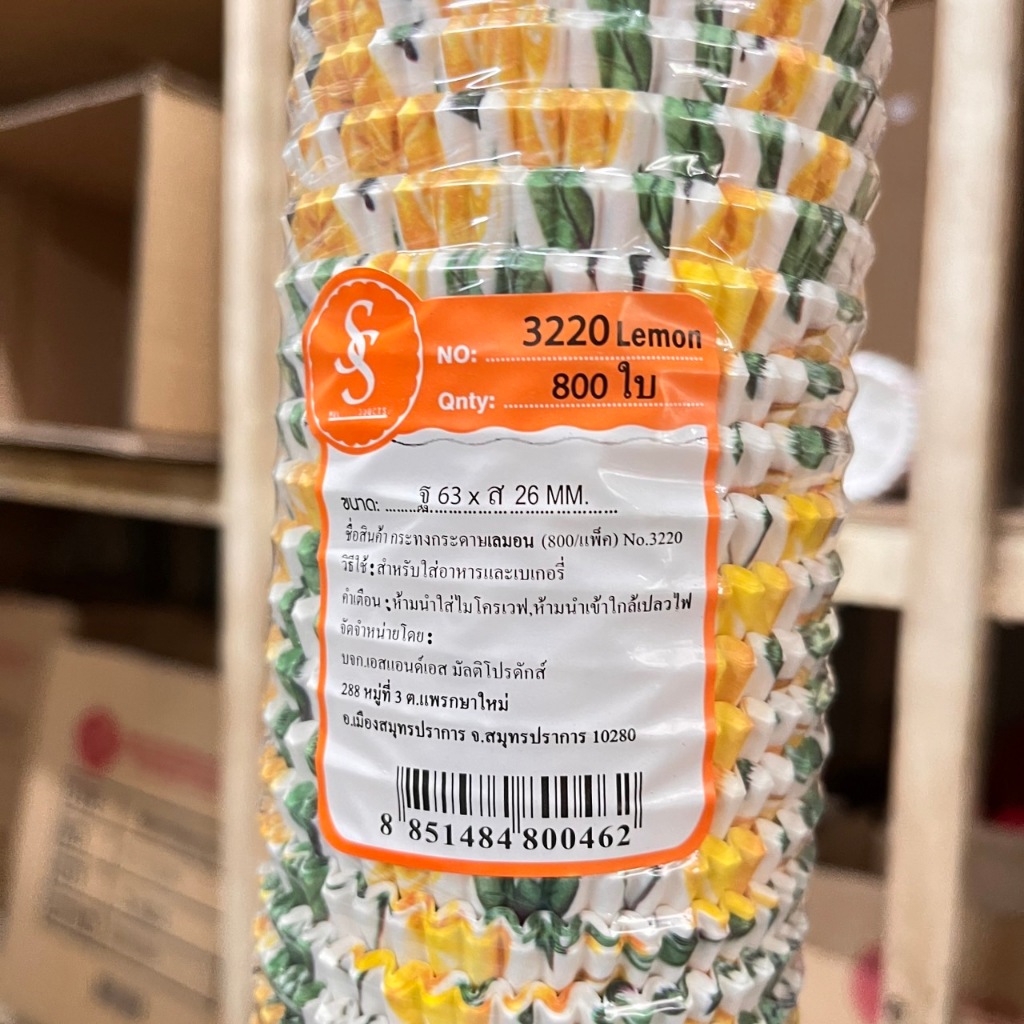 SS
NO: 3220 Lemon
Qnty: 800 ใบ
ขนาด: ฐ 63 x ส 26 MM.
ชื่อสินค้า กระทงกระดาษเลมอน (800/แพ็ค) No.3220
วิธีใช้ : สำหรับใส่อาหารและเบเกอรี่
คำเตือน : ห้ามนำใส่ไมโครเวฟ,ห้ามนำเข้าใกล้เปลวไฟ
จัดจำหน่ายโดย :
บจก.เอสแอนด์เอส มัลติโปรดักส์
288 หมู่ที่ 3 ต.แพรกษาใหม่
อ.เมืองสมุทรปราการ จ.สมุทรปราการ 10280
8 851484 800462